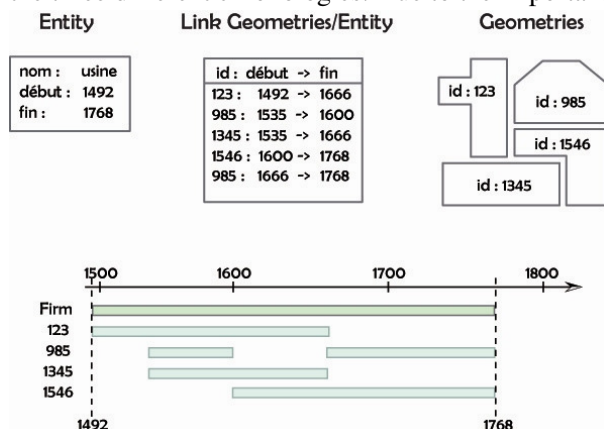 Entity
Link Geometries/Entity
Geometries
nom : usine
début : 1492
fin : 1768
id : début -> fin
123 : 1492 -> 1666
985 : 1535 -> 1600
1345 : 1535 -> 1666
1546 : 1600 -> 1768
985 : 1666 -> 1768
id : 123
id : 985
id : 1546
id : 1345
1500 1600 1700 1800
Firm
123
985
1345
1546
1492 1768